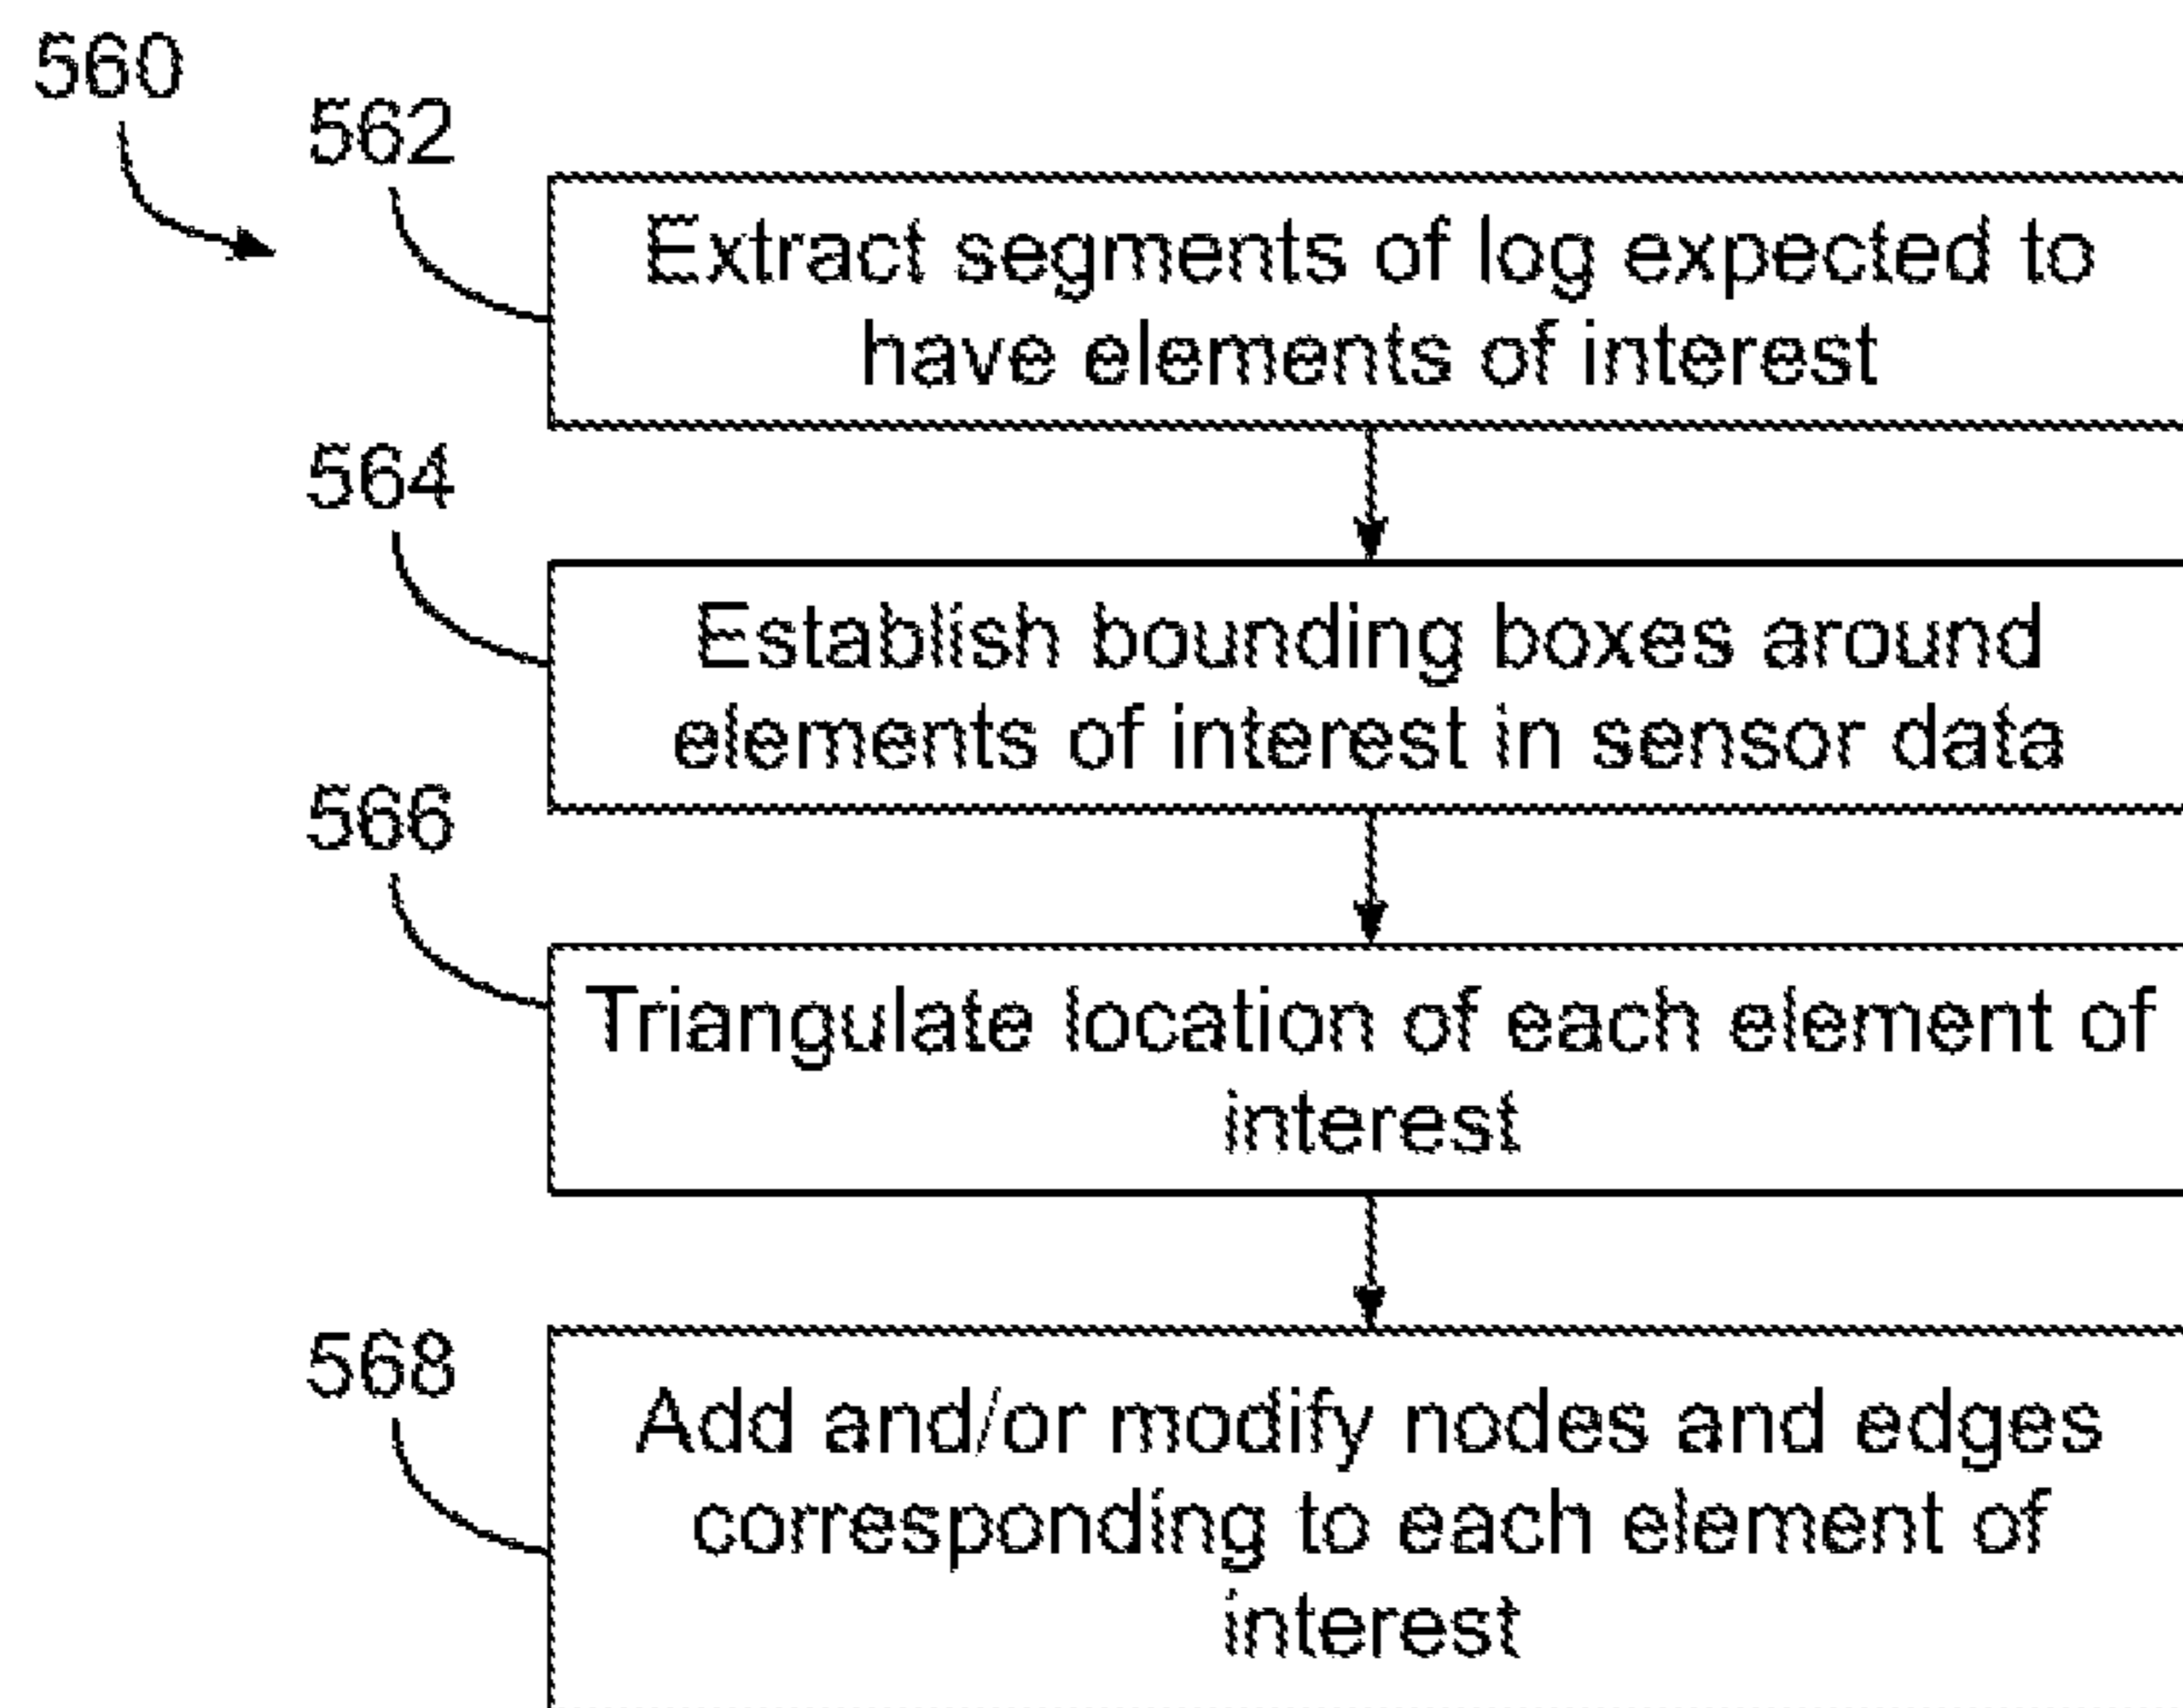 560
562
Extract segments of log expected to
have elements of interest
564
Establish bounding boxes around
elements of interest in sensor data
566
Triangulate location of each element of
interest
568
Add and/or modify nodes and edges
corresponding to each element of
interest